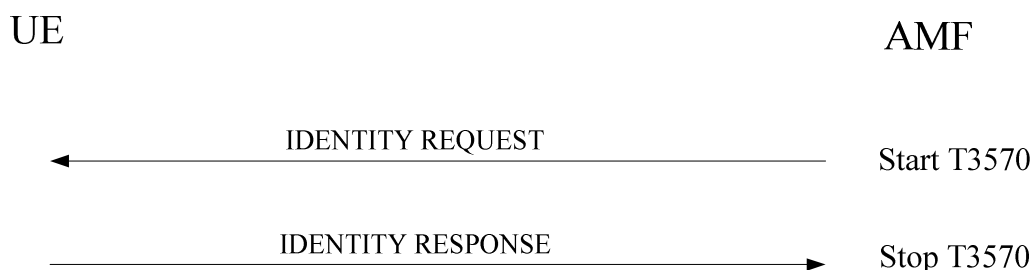 UE
AMF
IDENTITY REQUEST
Start T3570
IDENTITY RESPONSE
Stop T3570